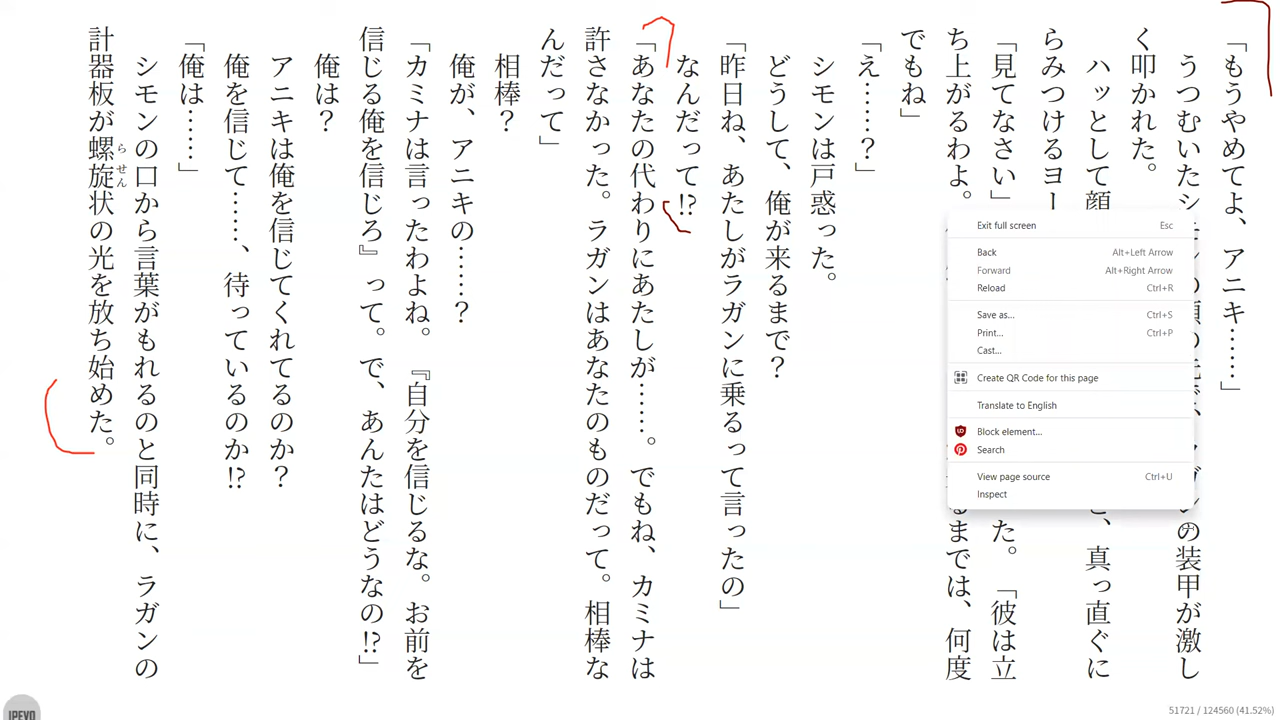 「もうやめてよ、アニキ……」
うつむいたシ
の装甲が激し
く叩かれた。
ハッとして顔
、真っ直ぐに
らみつけるヨー
「見てなさい」
た。「彼は立
ち上がるわよ。
るまでは、何度
でもね」
「え……？」
シモンは戸惑った。
どうして、俺が来るまで？
「昨日ね、あたしがラガンに乗るって言ったの」
なんだって!?
「あなたの代わりにあたしが……。でもね、カミナは
許さなかった。ラガンはあなたのものだって。相棒な
んだって」
相棒？
俺が、アニキの……？
「カミナは言ったわよね。『自分を信じるな。お前を
信じる俺を信じろ』って。で、あんたはどうなの!?」
俺は？
アニキは俺を信じてくれてるのか？
俺を信じて……、待っているのか!?
「俺は……」
シモンの口から言葉がもれるのと同時に、ラガンの
計器板が螺旋状の光を放ち始めた。
らせん
Exit full screen Esc
Back Alt+Left Arrow
Forward Alt+Right Arrow
Reload Ctrl+R
Save as... Ctrl+S
Print... Ctrl+P
Cast...
Create QR Code for this page
Translate to English
Block element...
Search
View page source Ctrl+U
Inspect
IPEVO
51721 / 124560 (41.52%)